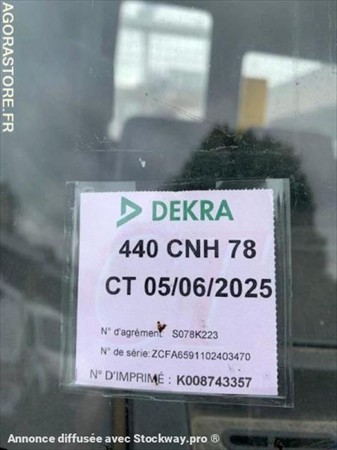 AGORASTORE.FR
DEKRA
440 CNH 78
CT 05/06/2025
N° d'agrément: S078K223
N° de série: ZCFA6591102403470
N° D'IMPRIMÉ : K008743357
Annonce diffusée avec Stockway.pro ®